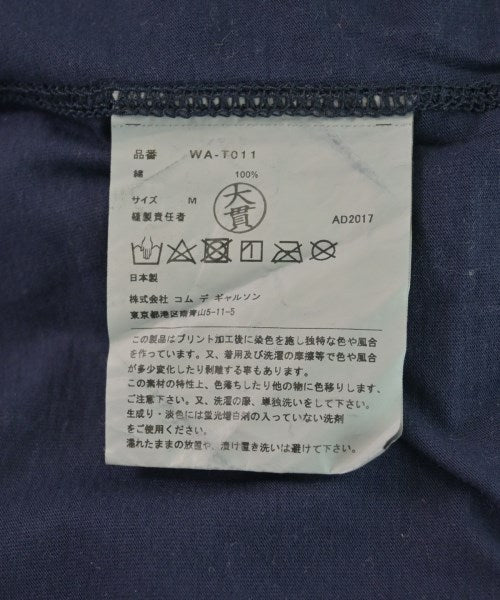 品番 WA-T011
綿 100%
サイズ M
大貫
縫製責任者 AD2017
日本製
株式会社 コム デ ギャルソン
東京都港区南青山5-11-5
この製品はプリント加工後に染色を施し独特な色や風合
を作っています。又、着用及び洗濯の摩擦等で色や風合
が多少変化したり剥離する事もあります。
この素材の特性上、色落ちしたり他の物に色移りします、
ご注意下さい。又、洗濯の際、単独洗いをして下さい。
生成り・淡色には蛍光増白剤の入っていない洗剤
をご使用ください。
濡れたままの放置や、漬け置き洗いは避けて下さい。